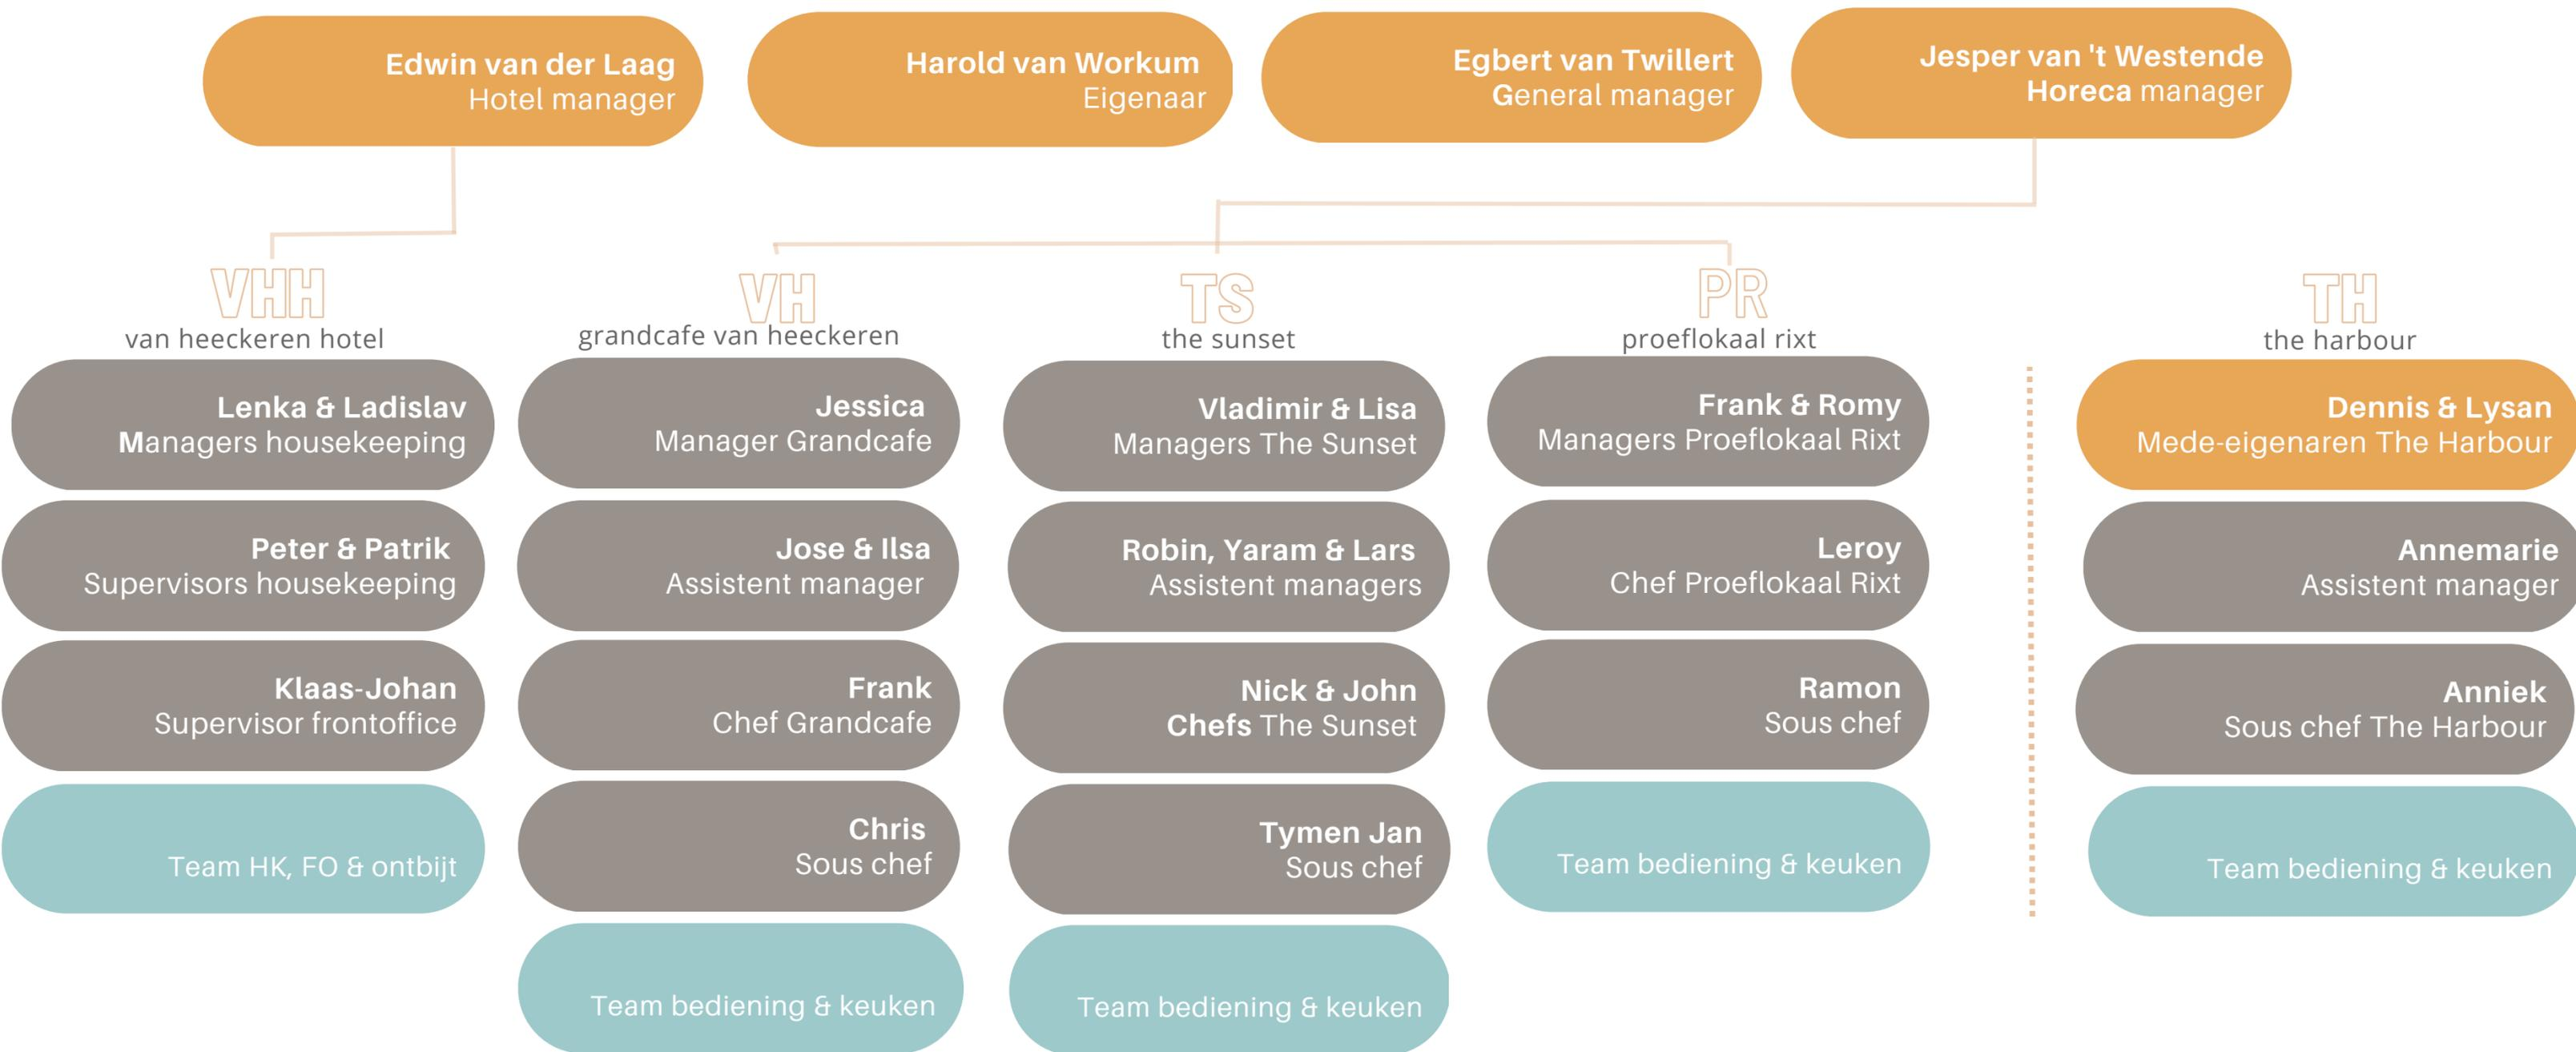 Edwin van der Laag
Hotel manager
Harold van Workum
Eigenaar
Egbert van Twillert
General manager
Jesper van 't Westende
Horeca manager
VHH
van heeckeren hotel
Lenka & Ladislav
Managers housekeeping
Peter & Patrik
Supervisors housekeeping
Klaas-Johan
Supervisor frontoffice
Team HK, FO & ontbijt
VH
grandcafe van heeckeren
Jessica
Manager Grandcafe
Jose & Ilsa
Assistent manager
Frank
Chef Grandcafe
Chris
Sous chef
Team bediening & keuken
TS
the sunset
Vladimir & Lisa
Managers The Sunset
Robin, Yaram & Lars
Assistent managers
Nick & John
Chefs The Sunset
Tymen Jan
Sous chef
Team bediening & keuken
PR
proeflokaal rixt
Frank & Romy
Managers Proeflokaal Rixt
Leroy
Chef Proeflokaal Rixt
Ramon
Sous chef
Team bediening & keuken
TH
the harbour
Dennis & Lysan
Mede-eigenaren The Harbour
Annemarie
Assistent manager
Anniek
Sous chef The Harbour
Team bediening & keuken